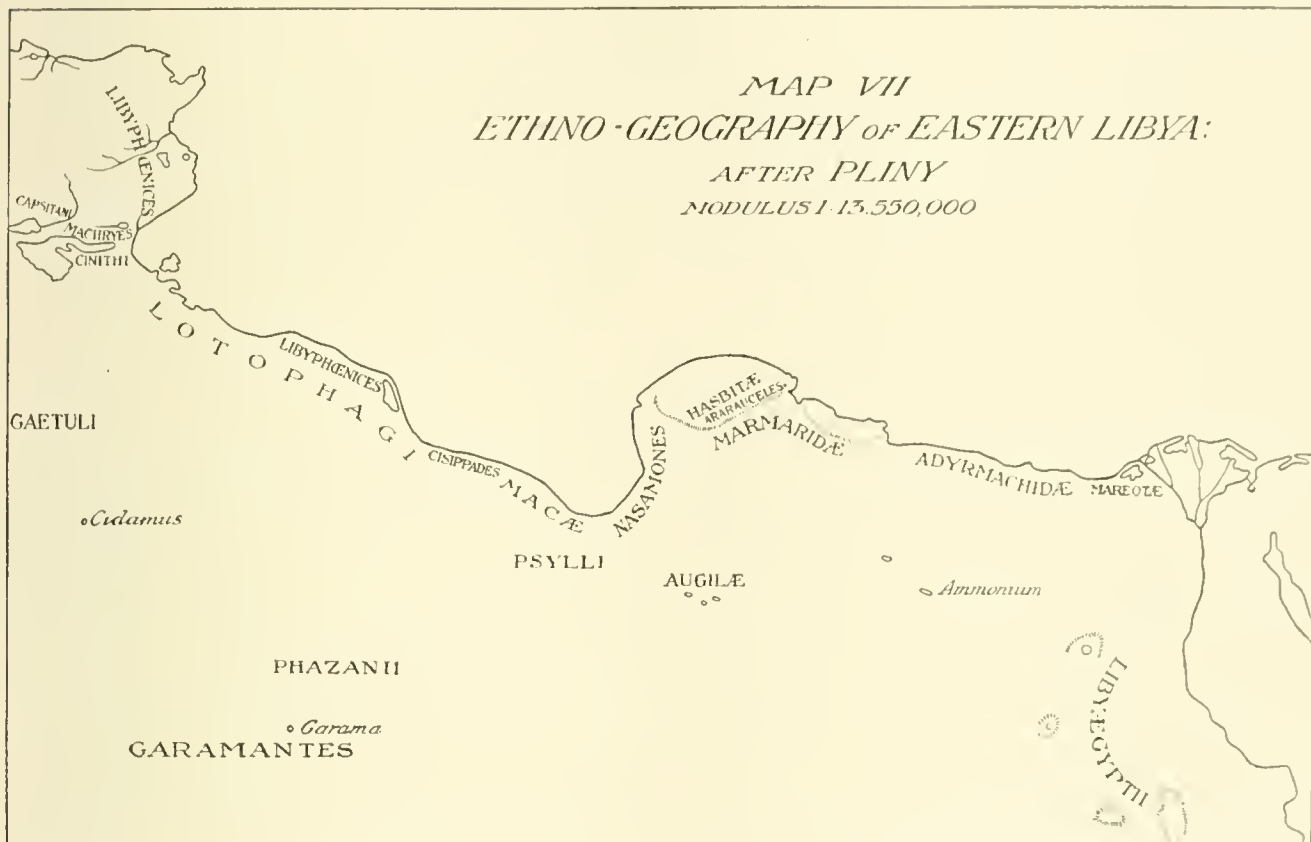 MAP VII
ETHNO-GEOGRAPHY OF EASTERN LIBYA:
AFTER PLINY
MODULUS 1·13.550,000
LIBYPHŒNICES
CAPSITANI
MACHRYES
CINITHI
LOTOPHAGI
LIBYPHŒNICES
GAETULI
CISIPPADES
MACÆ
NASAMONES
HASBITÆ
ARARAUCELES
MARMARIDÆ
ADYRMACHIDÆ
MAREOTÆ
Cidamus
PSYLLI
AUGILÆ
Ammonium
PHAZANII
Garama
GARAMANTES
LIBYÆGYPTII